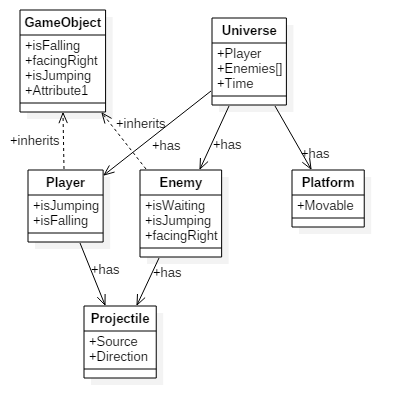 GameObject
+isFalling
+facingRight
+isJumping
+Attribute1
Universe
+Player
+Enemies[]
+Time
+inherits
+inherits
+has
+has
+has
Player
+isJumping
+isFalling
Enemy
+isWaiting
+isJumping
+facingRight
Platform
+Movable
+has
+has
Projectile
+Source
+Direction